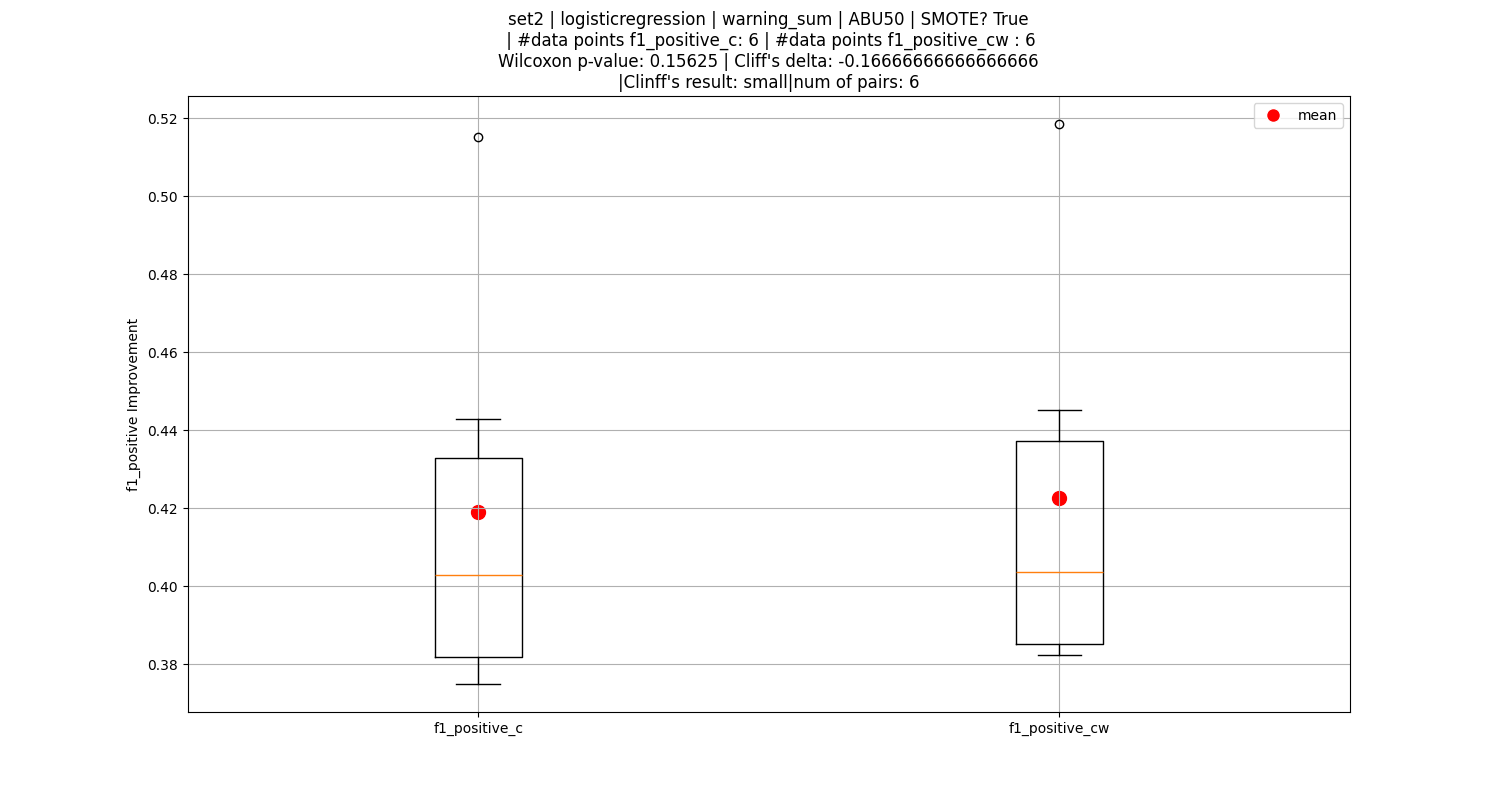 set2 | logisticregression | warning_sum | ABU50 | SMOTE? True
| #data points f1_positive_c: 6 | #data points f1_positive_cw : 6
Wilcoxon p-value: 0.15625 | Cliff's delta: -0.16666666666666666
|Clinff's result: small|num of pairs: 6
mean
0.52
0.50
0.48
0.46
0.44
0.42
0.40
0.38
f1_positive Improvement
f1_positive_c
f1_positive_cw